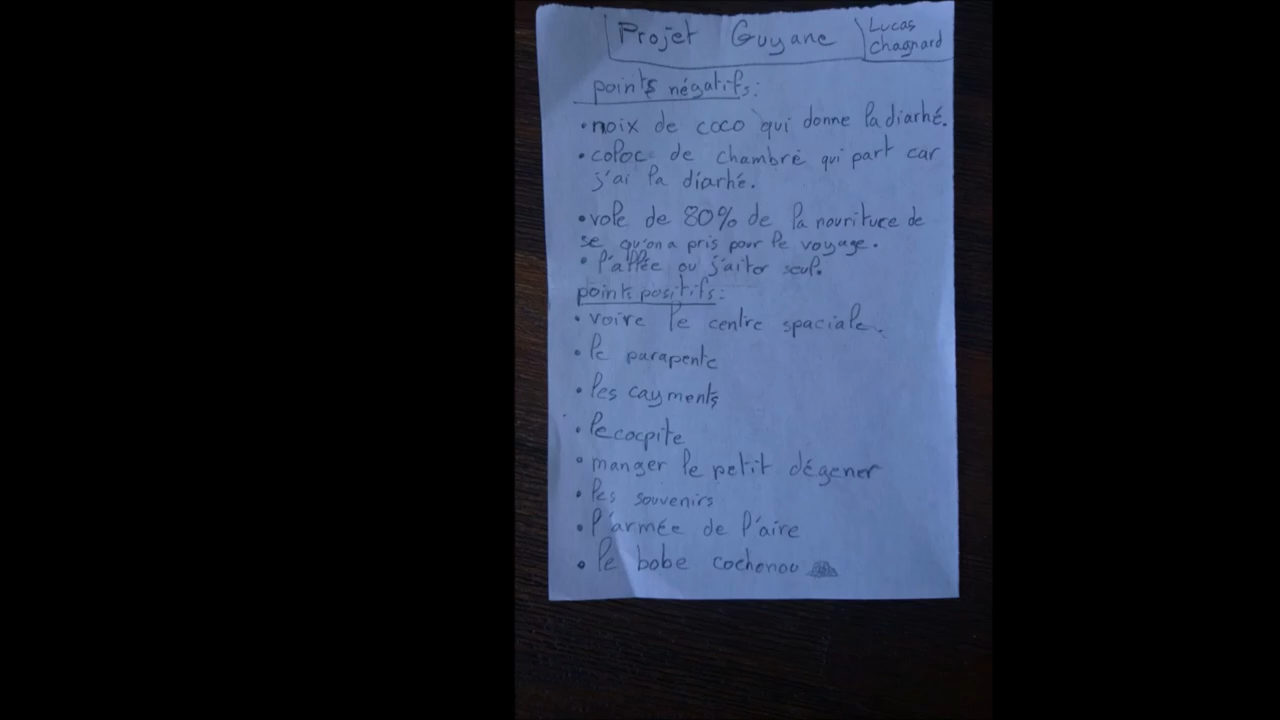 Projet Guyane
Lucas
Chagnard
points négatifs:
• noix de coco qui donne la diarhé.
• coloc de chambre qui part car
j'ai la diarhé.
• vole de 80% de la nouriture de
se qu'on a pris pour le voyage.
• l'allée ou j'aiter seul.
points positifs:
• voire le centre spaciale.
• le parapente
• les cayments
• le cocpite
• manger le petit dégener
• les souvenirs
• l'armée de l'aire
• le bobe cochonou